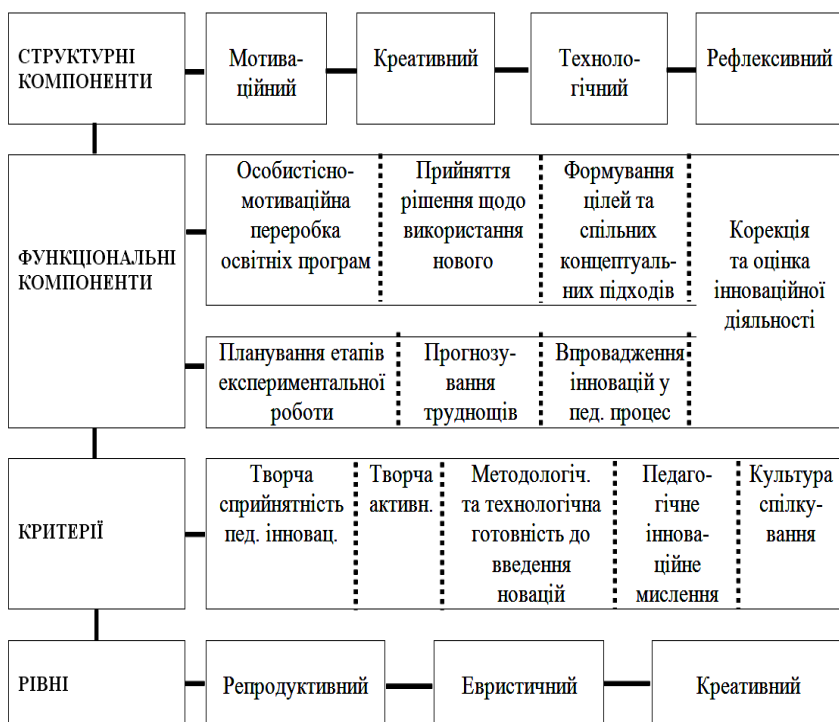 СТРУКТУРНІ
КОМПОНЕНТИ
Мотива-
ційний
Креативний
Техноло-
гічний
Рефлексивний
ФУНКЦІОНАЛЬНІ
КОМПОНЕНТИ
Особистісно-
мотиваційна
переробка
освітніх програм
Прийняття
рішення щодо
використання
нового
Формування
цілей та
спільних
концептуаль-
них підходів
Корекція
та оцінка
інноваційної
діяльності
Планування етапів
експериментальної
роботи
Прогнозу-
вання
труднощів
Впровадження
інновацій у
пед. процес
КРИТЕРІЇ
Творча
сприйнятність
пед. інновац.
Творча
активн.
Методологіч.
та технологічна
готовність до
введення
новацій
Педаго-
гічне
іннова-
ційне
мислення
Культура
спілку-
вання
РІВНІ
Репродуктивний
Евристичний
Креативний